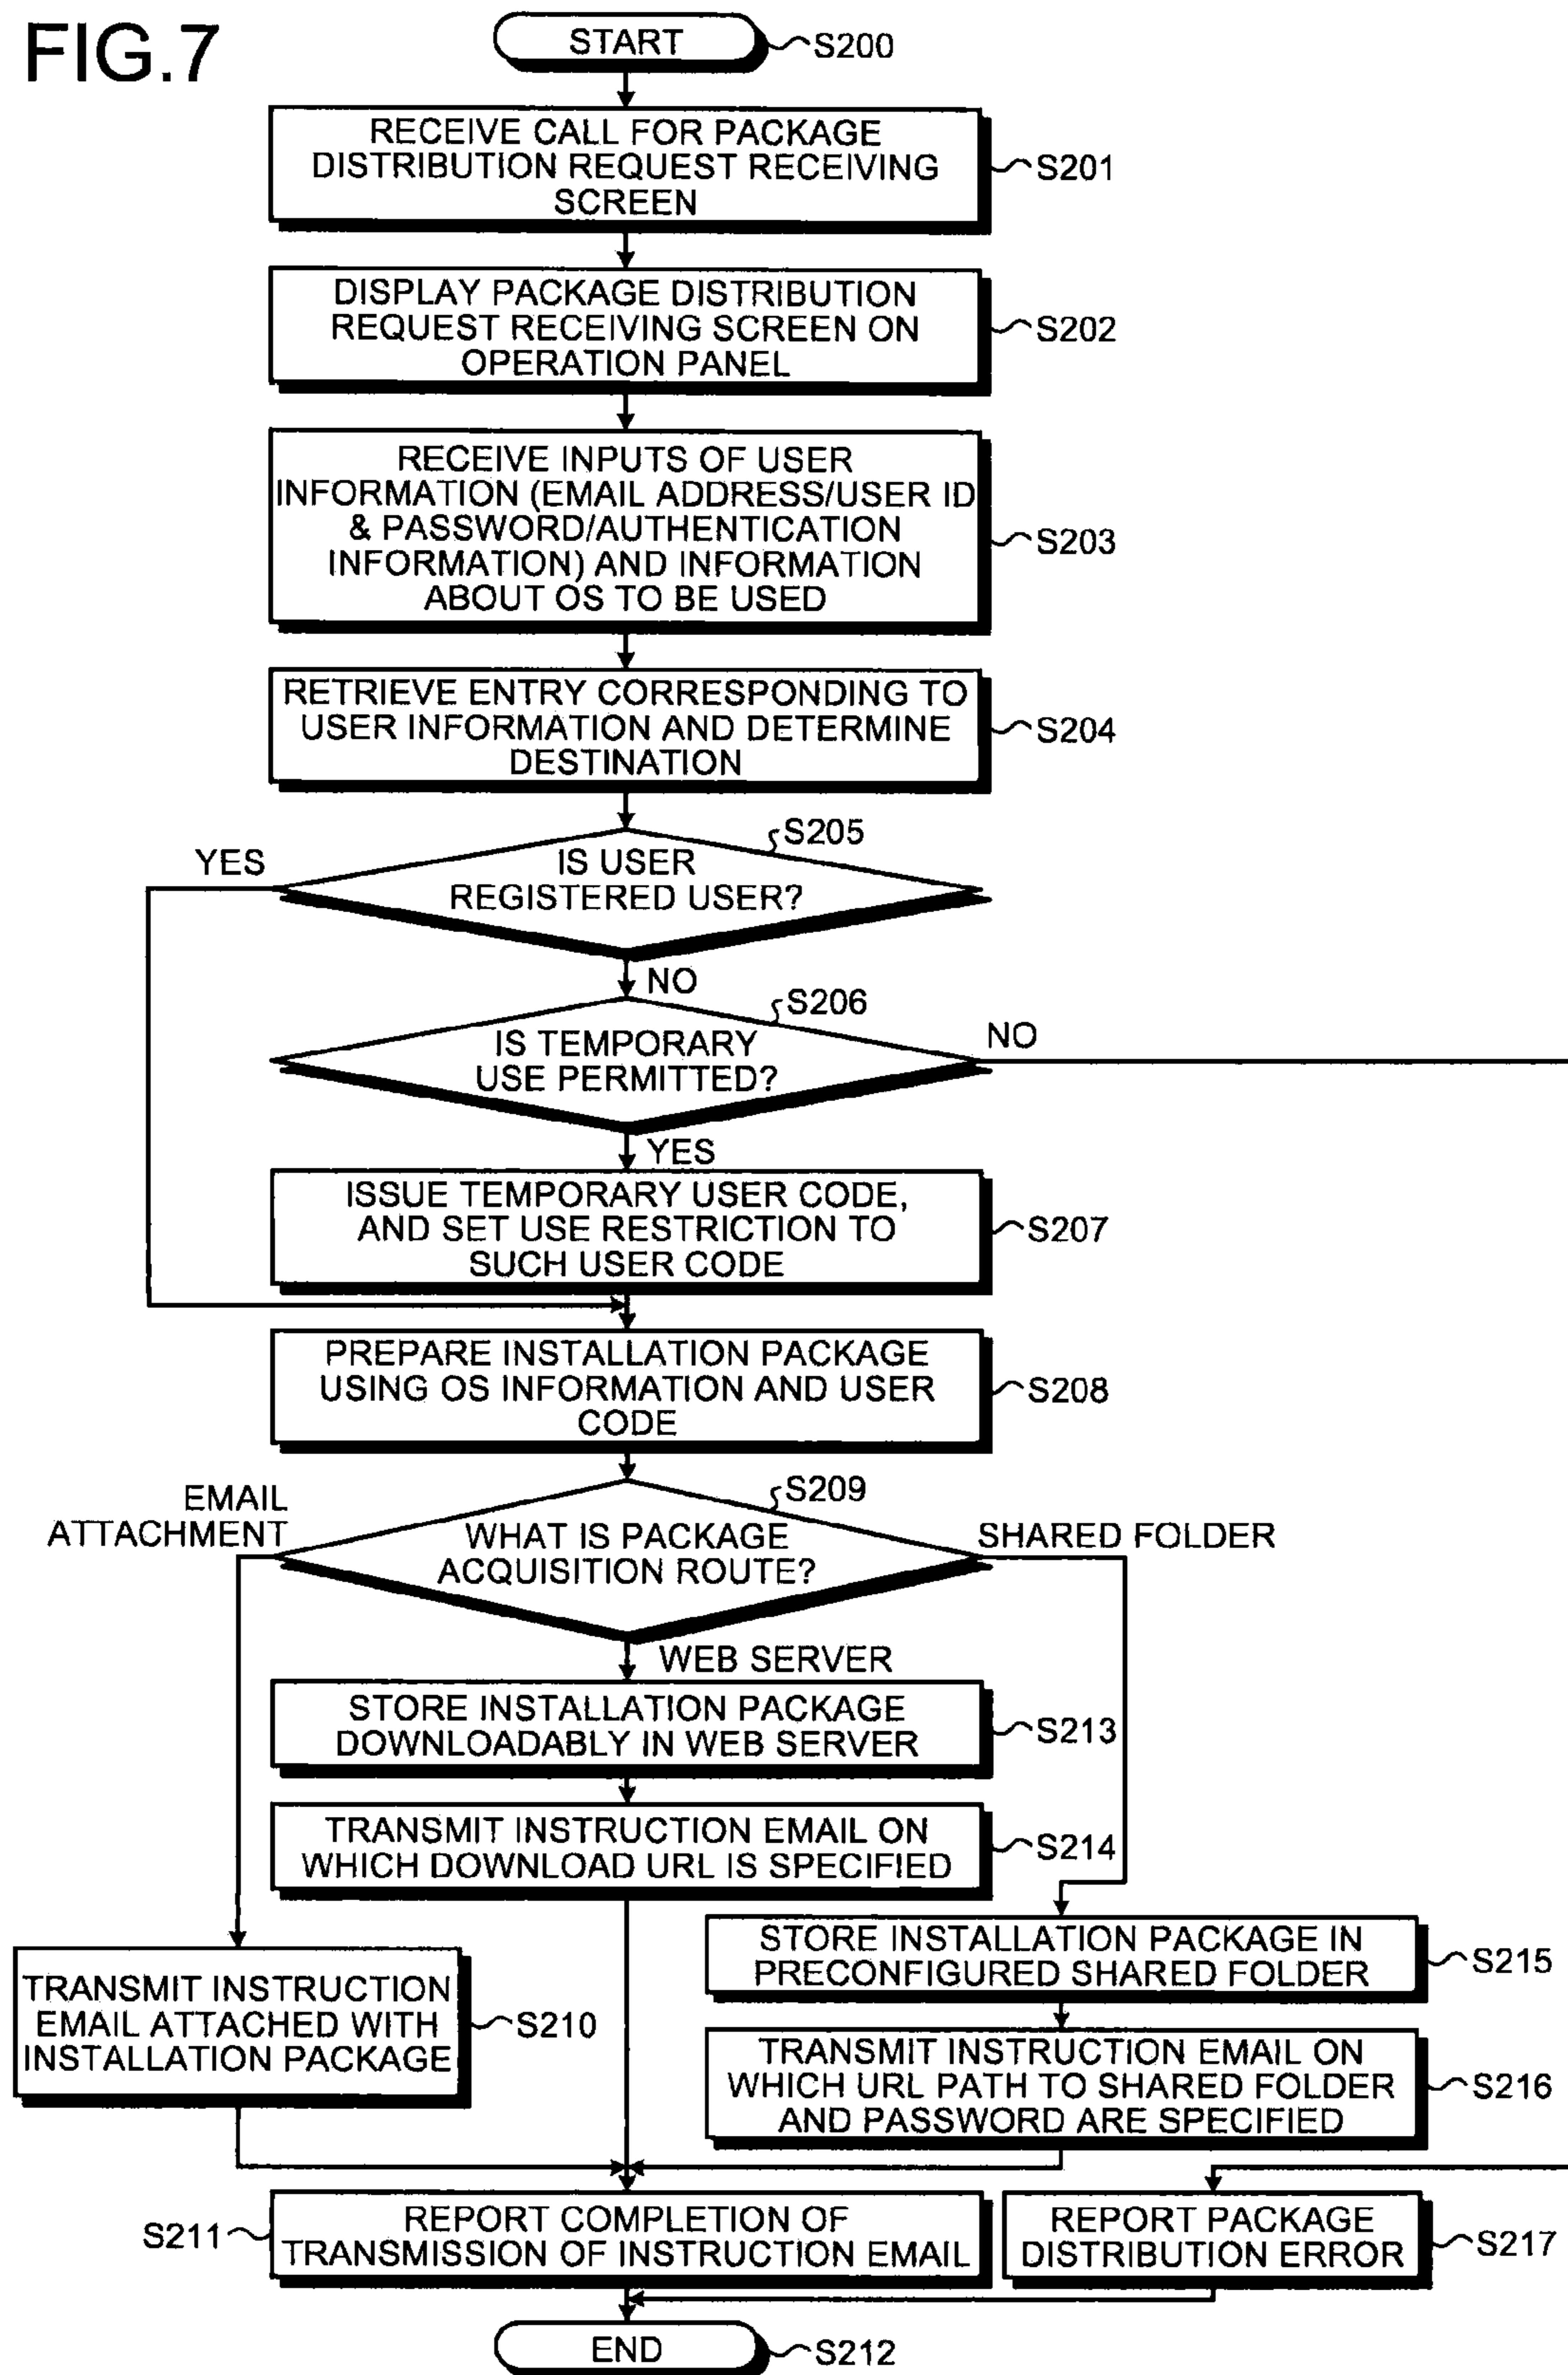 FIG.7
START
S200
RECEIVE CALL FOR PACKAGE
DISTRIBUTION REQUEST RECEIVING
SCREEN
S201
DISPLAY PACKAGE DISTRIBUTION
REQUEST RECEIVING SCREEN ON
OPERATION PANEL
S202
RECEIVE INPUTS OF USER
INFORMATION (EMAIL ADDRESS/USER ID
& PASSWORD/AUTHENTICATION
INFORMATION) AND INFORMATION
ABOUT OS TO BE USED
S203
RETRIEVE ENTRY CORRESPONDING TO
USER INFORMATION AND DETERMINE
DESTINATION
S204
S205
YES
IS USER
REGISTERED USER?
NO
S206
IS TEMPORARY
USE PERMITTED?
NO
YES
ISSUE TEMPORARY USER CODE,
AND SET USE RESTRICTION TO
SUCH USER CODE
S207
PREPARE INSTALLATION PACKAGE
USING OS INFORMATION AND USER
CODE
S208
S209
EMAIL
ATTACHMENT
WHAT IS PACKAGE
ACQUISITION ROUTE?
SHARED FOLDER
WEB SERVER
STORE INSTALLATION PACKAGE
DOWNLOADABLY IN WEB SERVER
S213
TRANSMIT INSTRUCTION EMAIL ON
WHICH DOWNLOAD URL IS SPECIFIED
S214
STORE INSTALLATION PACKAGE IN
PRECONFIGURED SHARED FOLDER
S215
TRANSMIT INSTRUCTION
EMAIL ATTACHED WITH
INSTALLATION PACKAGE
S210
TRANSMIT INSTRUCTION EMAIL ON
WHICH URL PATH TO SHARED FOLDER
AND PASSWORD ARE SPECIFIED
S216
S211
REPORT COMPLETION OF
TRANSMISSION OF INSTRUCTION EMAIL
REPORT PACKAGE
DISTRIBUTION ERROR
S217
END
S212